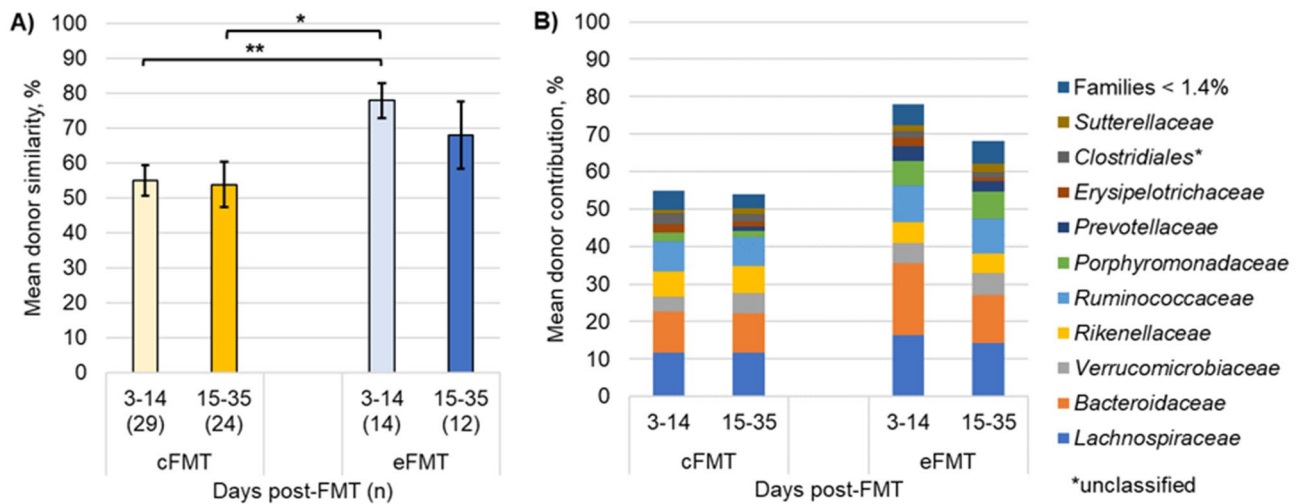 A)
Mean donor similarity, %
100
90
80
70
60
50
40
30
20
10
0
*
**
3-14 15-35 3-14 15-35
(29) (24) (14) (12)
cFMT eFMT
Days post-FMT (n)
B)
Mean donor contribution, %
100
90
80
70
60
50
40
30
20
10
0
3-14 15-35 3-14 15-35
cFMT eFMT
Days post-FMT
Families < 1.4%
Sutterellaceae
Clostridiales*
Erysipelotrichaceae
Prevotellaceae
Porphyromonadaceae
Ruminococcaceae
Rikenellaceae
Verrucomicrobiaceae
Bacteroidaceae
Lachnospiraceae
*unclassified